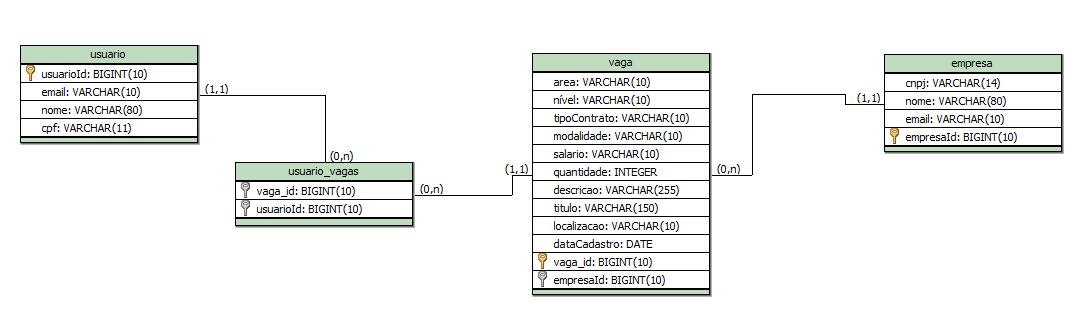 usuario
usuarioId: BIGINT(10)
email: VARCHAR(10)
nome: VARCHAR(80)
cpf: VARCHAR(11)
(1,1)
(0,n)
usuario_vagas
vaga_id: BIGINT(10)
usuarioId: BIGINT(10)
(0,n)
(1,1)
vaga
area: VARCHAR(10)
nível: VARCHAR(10)
tipoContrato: VARCHAR(10)
modalidade: VARCHAR(10)
salario: VARCHAR(10)
quantidade: INTEGER
descricao: VARCHAR(255)
titulo: VARCHAR(150)
localizacao: VARCHAR(10)
dataCadastro: DATE
vaga_id: BIGINT(10)
empresaId: BIGINT(10)
(0,n)
(1,1)
empresa
cnpj: VARCHAR(14)
nome: VARCHAR(80)
email: VARCHAR(10)
empresaId: BIGINT(10)